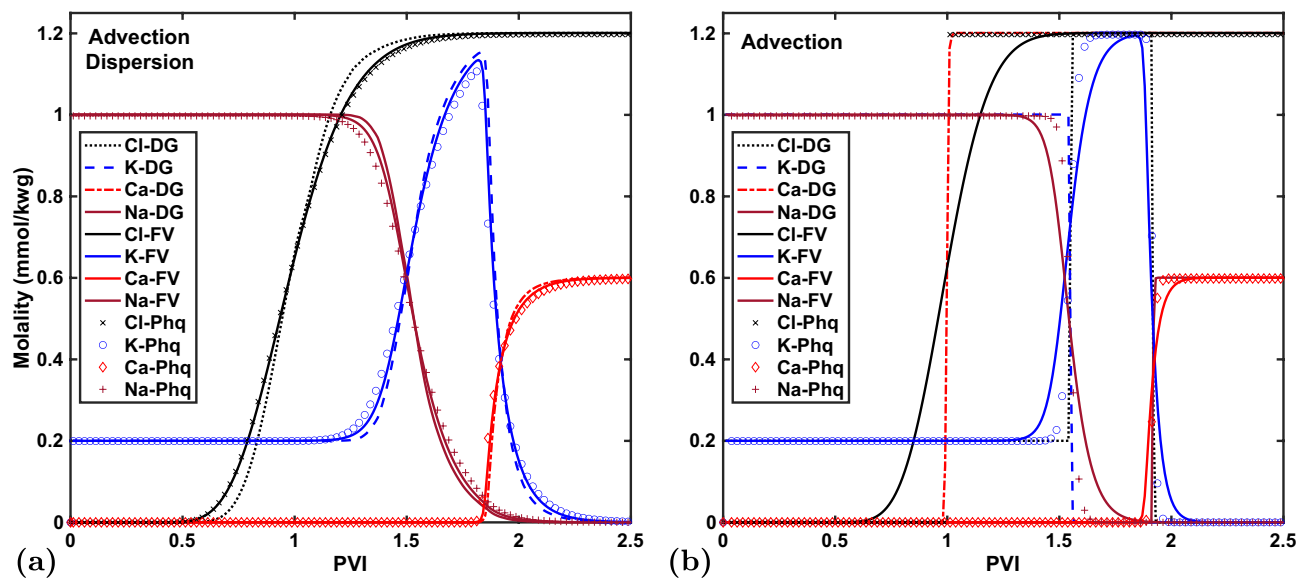 Advection
Dispersion
Molality (mmol/kwg)
1.2
1
0.8
0.6
0.4
0.2
0
Cl-DG
K-DG
Ca-DG
Na-DG
Cl-FV
K-FV
Ca-FV
Na-FV
Cl-Phq
K-Phq
Ca-Phq
Na-Phq
0 0.5 1 1.5 2 2.5
(a) PVI
Advection
1.2
1
0.8
0.6
0.4
0.2
0
Cl-DG
K-DG
Ca-DG
Na-DG
Cl-FV
K-FV
Ca-FV
Na-FV
Cl-Phq
K-Phq
Ca-Phq
Na-Phq
0 0.5 1 1.5 2 2.5
(b) PVI